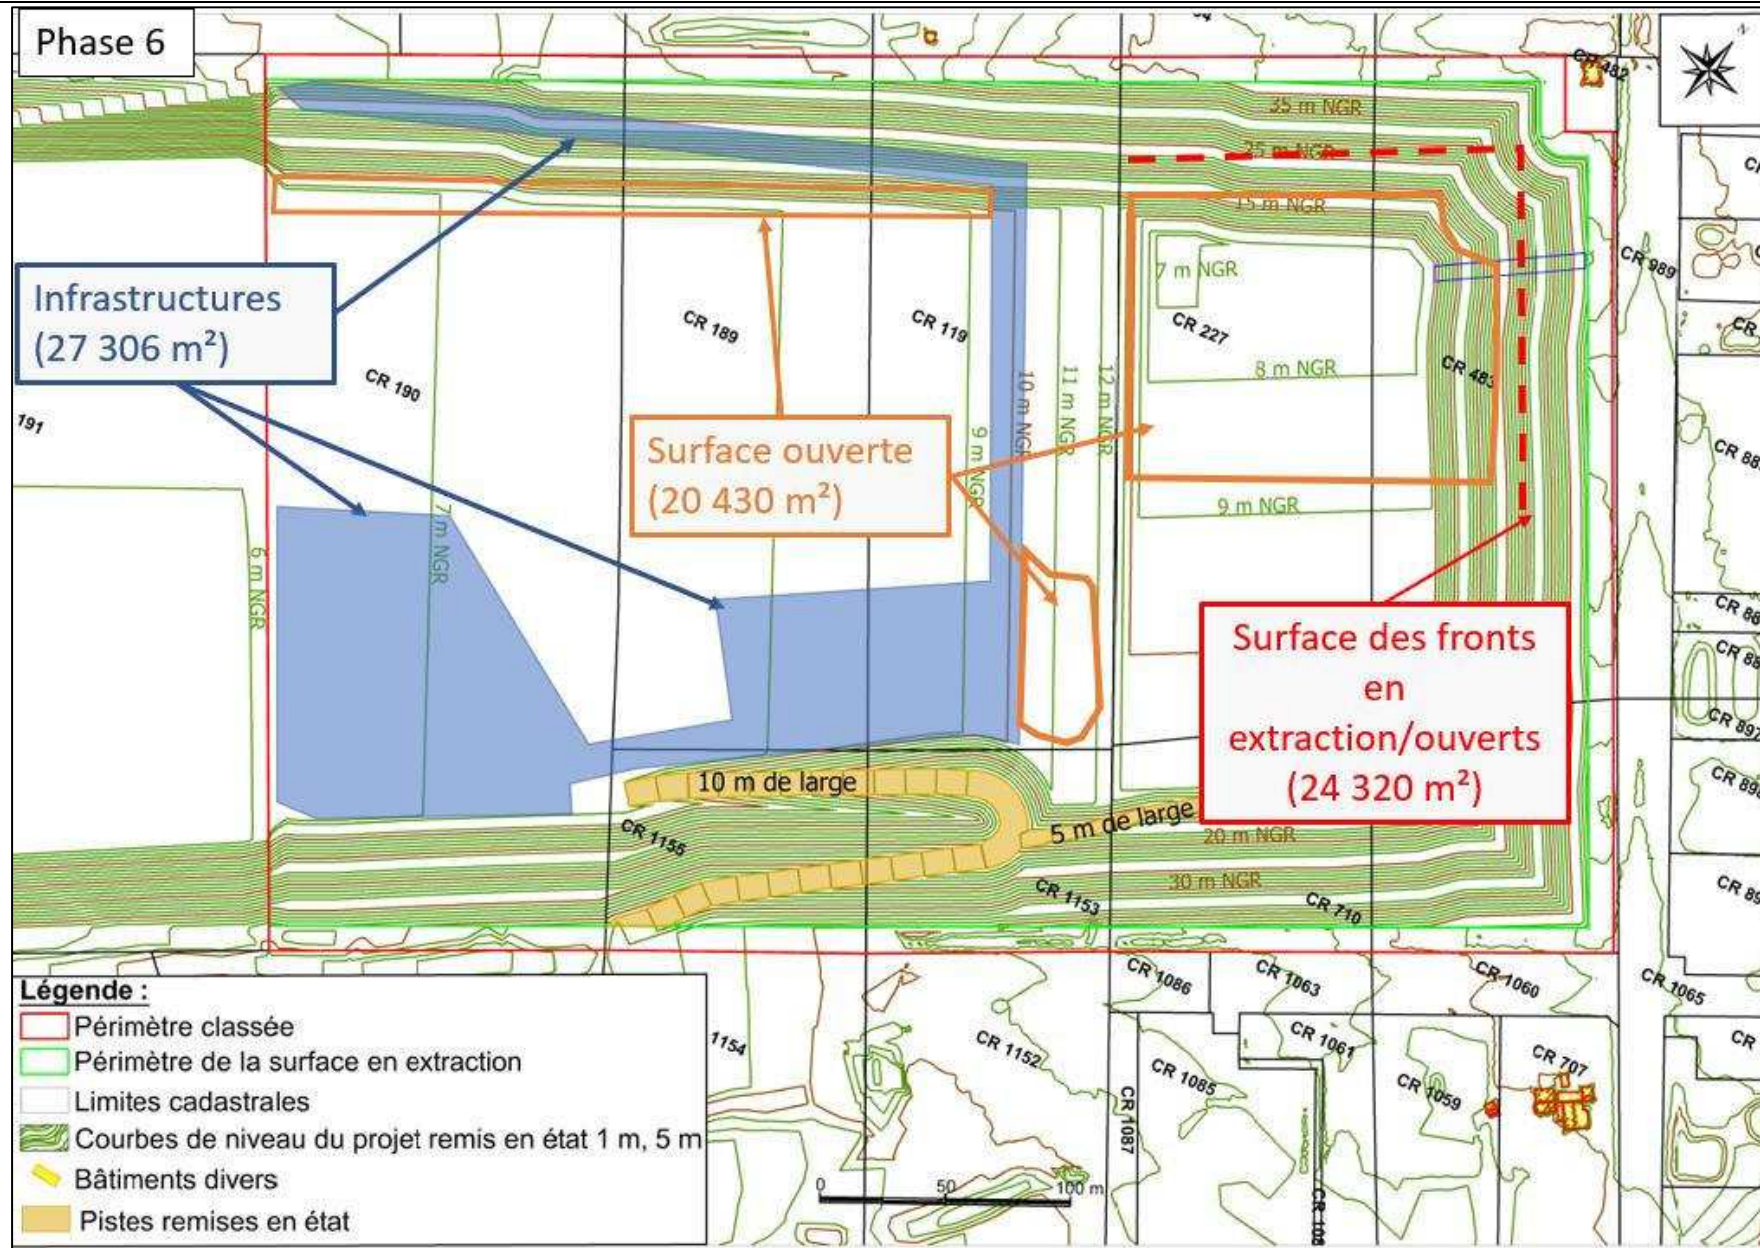 Phase 6
CR 482
35 m NGR
25 m NGR
15 m NGR
CR 989
7 m NGR
Infrastructures
(27 306 m²)
CR 189
CR 119
CR 227
CR 190
8 m NGR
CR 483
10 m NGR
11 m NGR
12 m NGR
191
Surface ouverte
(20 430 m²)
9 m NGR
9 m NGR
7 m NGR
6 m NGR
Surface des fronts
en
extraction/ouverts
(24 320 m²)
CR 892
10 m de large
5 m de large
20 m NGR
CR 1155
30 m NGR
CR 1153
CR 710
CR 1086
CR 1063
CR 1060
CR 1065
Légende :
Périmètre classée
Périmètre de la surface en extraction
Limites cadastrales
Courbes de niveau du projet remis en état 1 m, 5 m
Bâtiments divers
Pistes remises en état
1154
CR 1152
CR 1061
CR 707
CR 1085
CR 1059
CR 1087
0 50 100 m